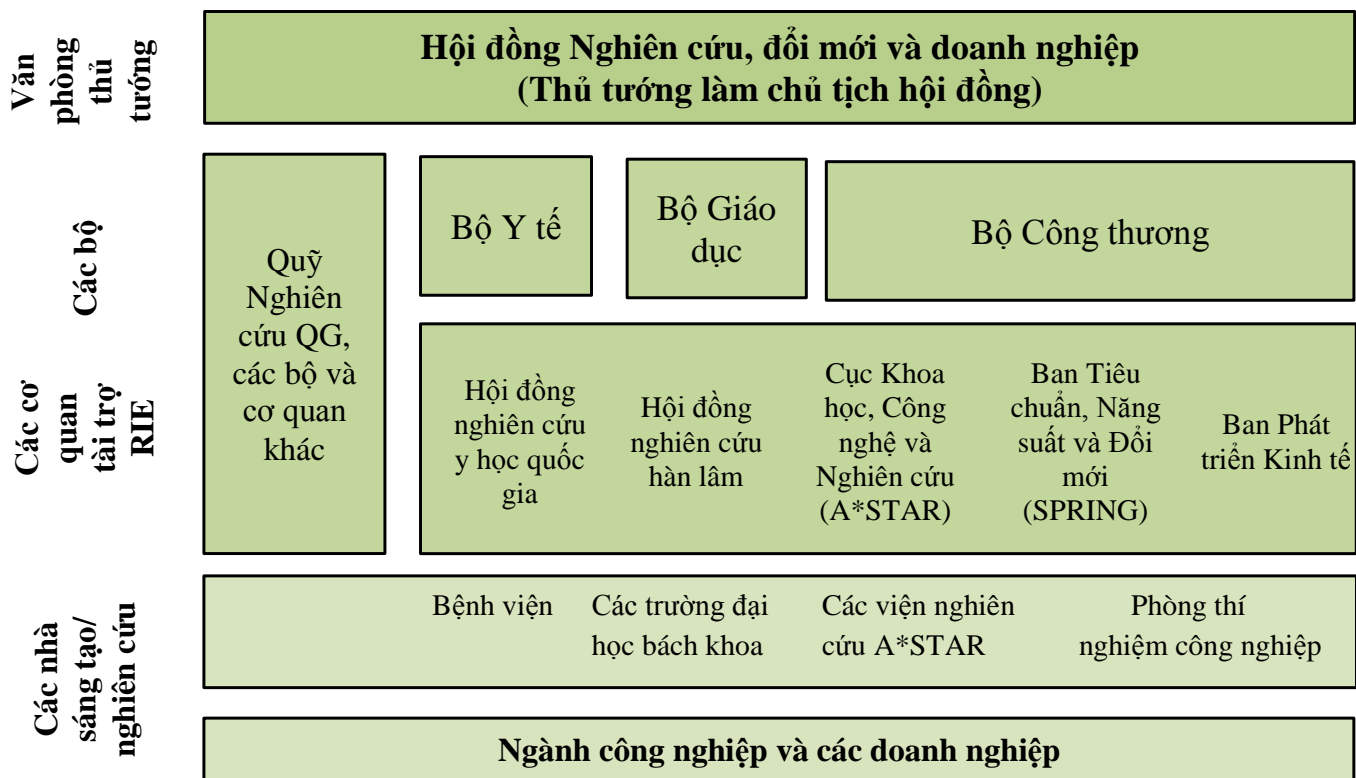 Văn
phòng
thủ
tướng
Hội đồng Nghiên cứu, đổi mới và doanh nghiệp
(Thủ tướng làm chủ tịch hội đồng)
Các bộ
Quỹ
Nghiên
cứu QG,
các bộ và
cơ quan
khác
Bộ Y tế
Bộ Giáo
dục
Bộ Công thương
Các cơ
quan
tài trợ
RIE
Hội đồng
nghiên cứu
y học quốc
gia
Hội đồng
nghiên cứu
hàn lâm
Cục Khoa
học, Công
nghệ và
Nghiên cứu
(A*STAR)
Ban Tiêu
chuẩn, Năng
suất và Đổi
mới
(SPRING)
Ban Phát
triển Kinh tế
Các nhà
sáng tạo/
nghiên cứu
Bệnh viện
Các trường đại
học bách khoa
Các viện nghiên
cứu A*STAR
Phòng thí
nghiệm công nghiệp
Ngành công nghiệp và các doanh nghiệp